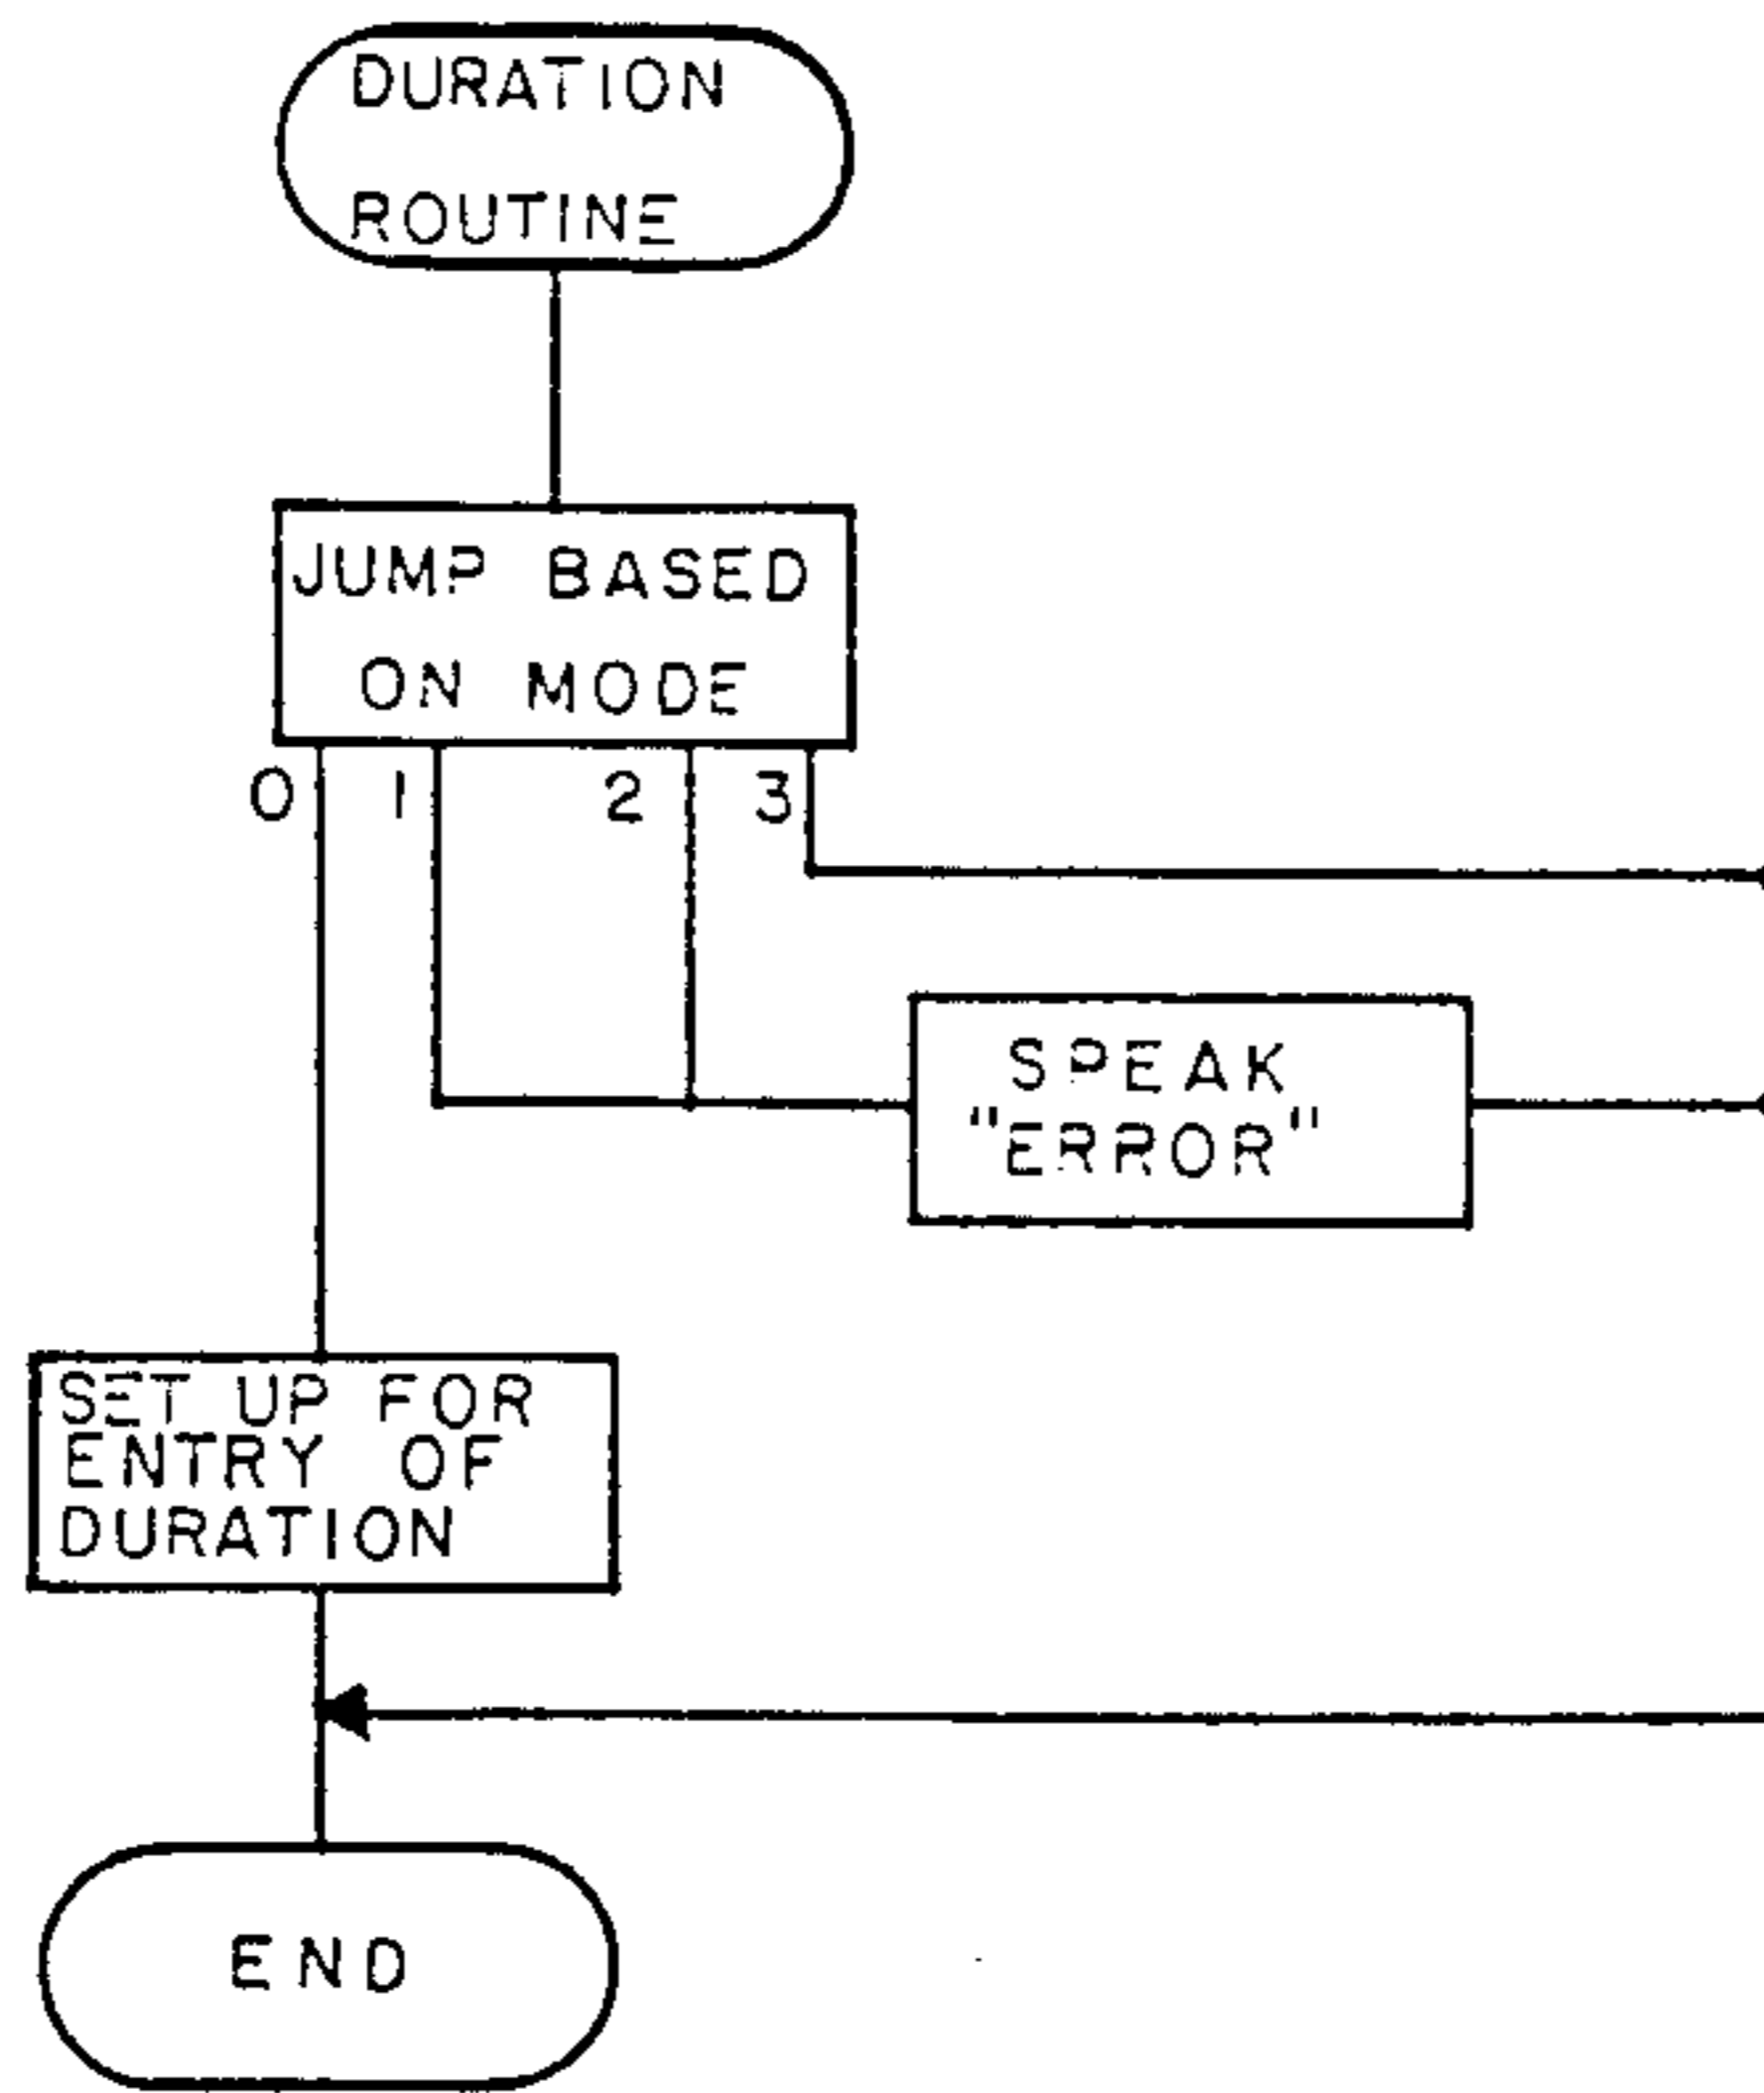 DURATION
ROUTINE
JUMP BASED
ON MODE
0 1 2 3
SPEAK
"ERROR"
SET UP FOR
ENTRY OF
DURATION
END